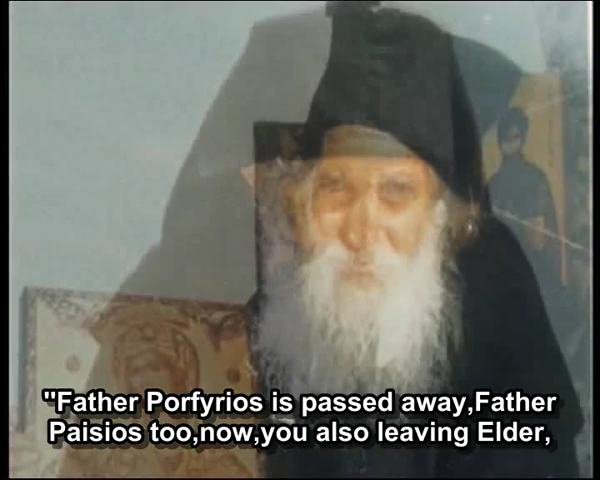 "Father Porfyrios is passed away,Father
Paisios too,now,you also leaving Elder,